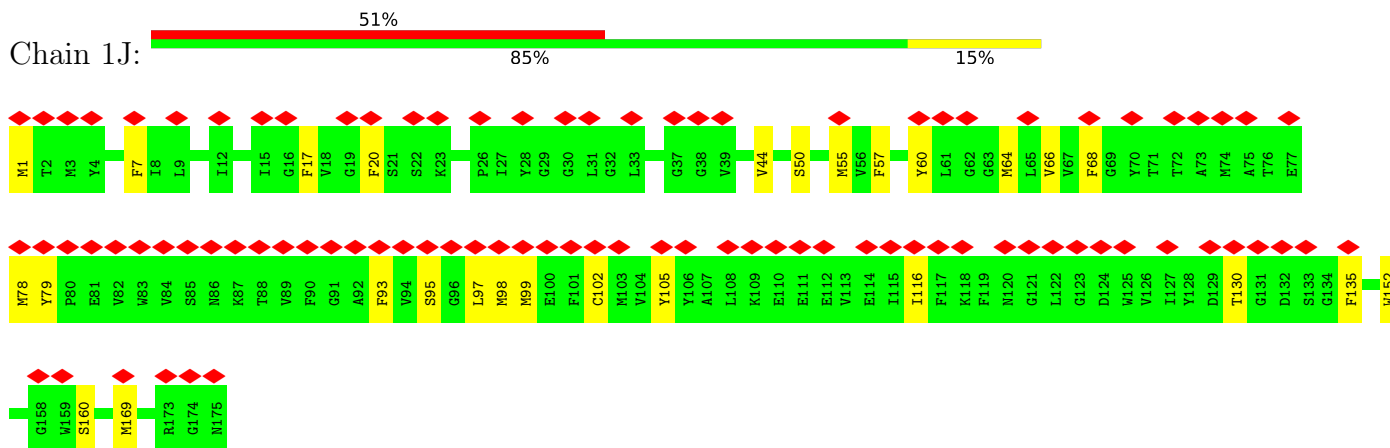 51%
Chain 1J:
85% 15%
M1 T2 M3 Y4 F7 I8 L9 I12 I15 G16 F17 V18 G19 F20 S21 S22 K23 P26 I27 Y28 G29 G30 L31 G32 L33 G37 G38 V39 V44 S50 M55 V56 F57 Y60 L61 G62 G63 M64 L65 V66 V67 F68 G69 Y70 T71 T72 A73 M74 A75 T76 E77
M78 Y79 P80 E81 V82 W83 V84 S85 N86 K87 T88 V89 F90 G91 A92 F93 V94 S95 G96 L97 M98 M99 E100 F101 C102 M103 V104 Y105 Y106 A107 L108 K109 E110 E111 E112 V113 E114 I115 I116 F117 K118 F119 N120 G121 L122 G123 D124 W125 V126 I127 Y128 D129 T130 G131 D132 S133 G134 F135 W152
G158 W159 S160 M169 R173 G174 N175